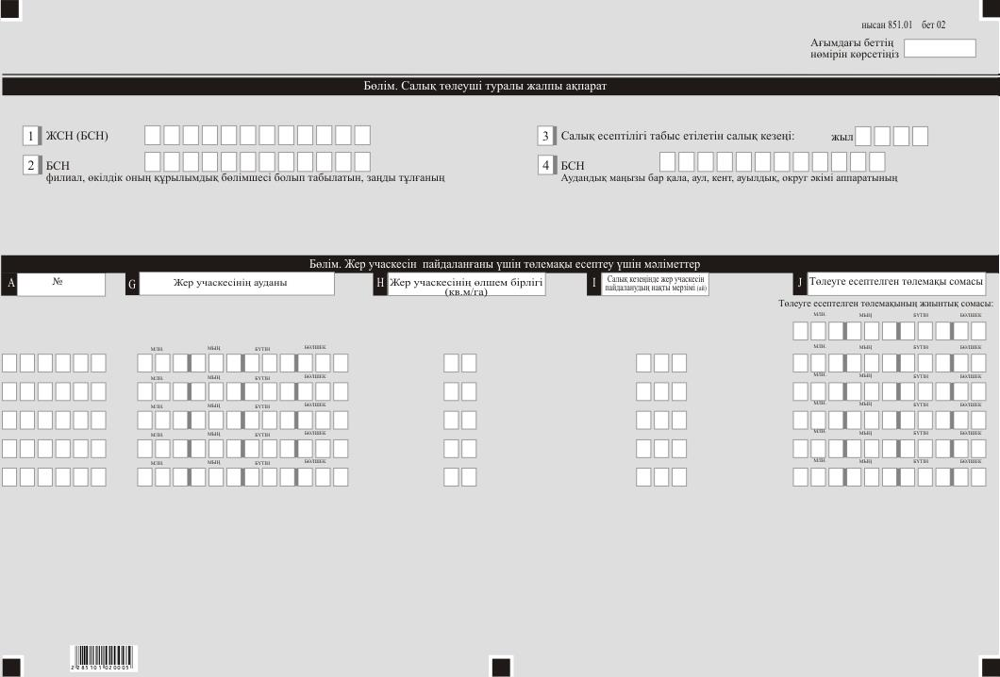 нысан 851.01 бет 02
Ағымдағы беттің
нөмірін көрсетіңіз
Бөлім. Салық төлеуші туралы жалпы ақпарат
1 ЖСН (БСН)
3 Салық есептілігі табыс етілетін салық кезеңі: жыл
2 БСН
филиал, өкілдік оның құрылымдық бөлімшесі болып табылатын, заңды тұлғаның
4 БСН
Аудандық маңызы бар қала, аул, кент, ауылдық, округ әкімі аппаратының
Бөлім. Жер учаскесін пайдаланғаны үшін төлемақы есептеу үшін мәліметтер
A №
G Жер учаскесінің ауданы
H Жер учаскесінің өлшем бірлігі
(кв.м/га)
I Салық кезеңінде жер учаскесін
пайдаланудың нақты мерзімі (ай)
J Төлеуге есептелген төлемақы сомасы
Төлеуге есептелген төлемақының жиынтық сомасы:
МЛН. МЫҢ БҮТІН БӨЛШЕК
МЛН. МЫҢ БҮТІН БӨЛШЕК МЛН. МЫҢ БҮТІН БӨЛШЕК
МЛН. МЫҢ БҮТІН БӨЛШЕК МЛН. МЫҢ БҮТІН БӨЛШЕК
МЛН. МЫҢ БҮТІН БӨЛШЕК МЛН. МЫҢ БҮТІН БӨЛШЕК
МЛН. МЫҢ БҮТІН БӨЛШЕК МЛН. МЫҢ БҮТІН БӨЛШЕК
МЛН. МЫҢ БҮТІН БӨЛШЕК МЛН. МЫҢ БҮТІН БӨЛШЕК
2285101020005